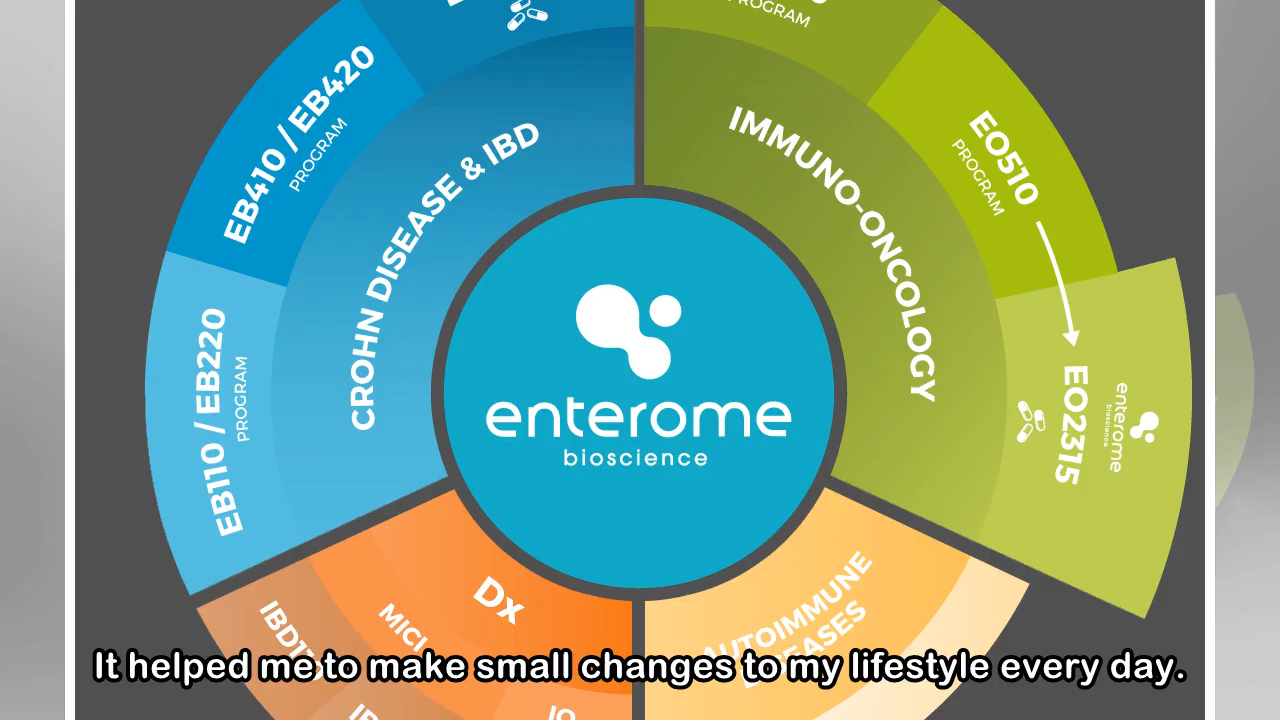 PROGRAM
EB410 / EB420
PROGRAM
CROHN DISEASE & IBD
IMMUNO-ONCOLOGY
EO510
PROGRAM
EB110 / EB220
PROGRAM
enterome
bioscience
EO2315
enterome
bioscience
Dx
AUTOIMMUNE
It helped me to make small changes to my lifestyle every day.